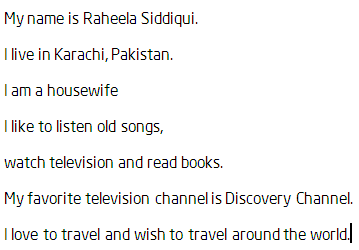 My name is Raheela Siddiqui.
I live in Karachi, Pakistan.
I am a housewife
I like to listen old songs,
watch television and read books.
My favorite television channel is Discovery Channel.
I love to travel and wish to travel around the world.